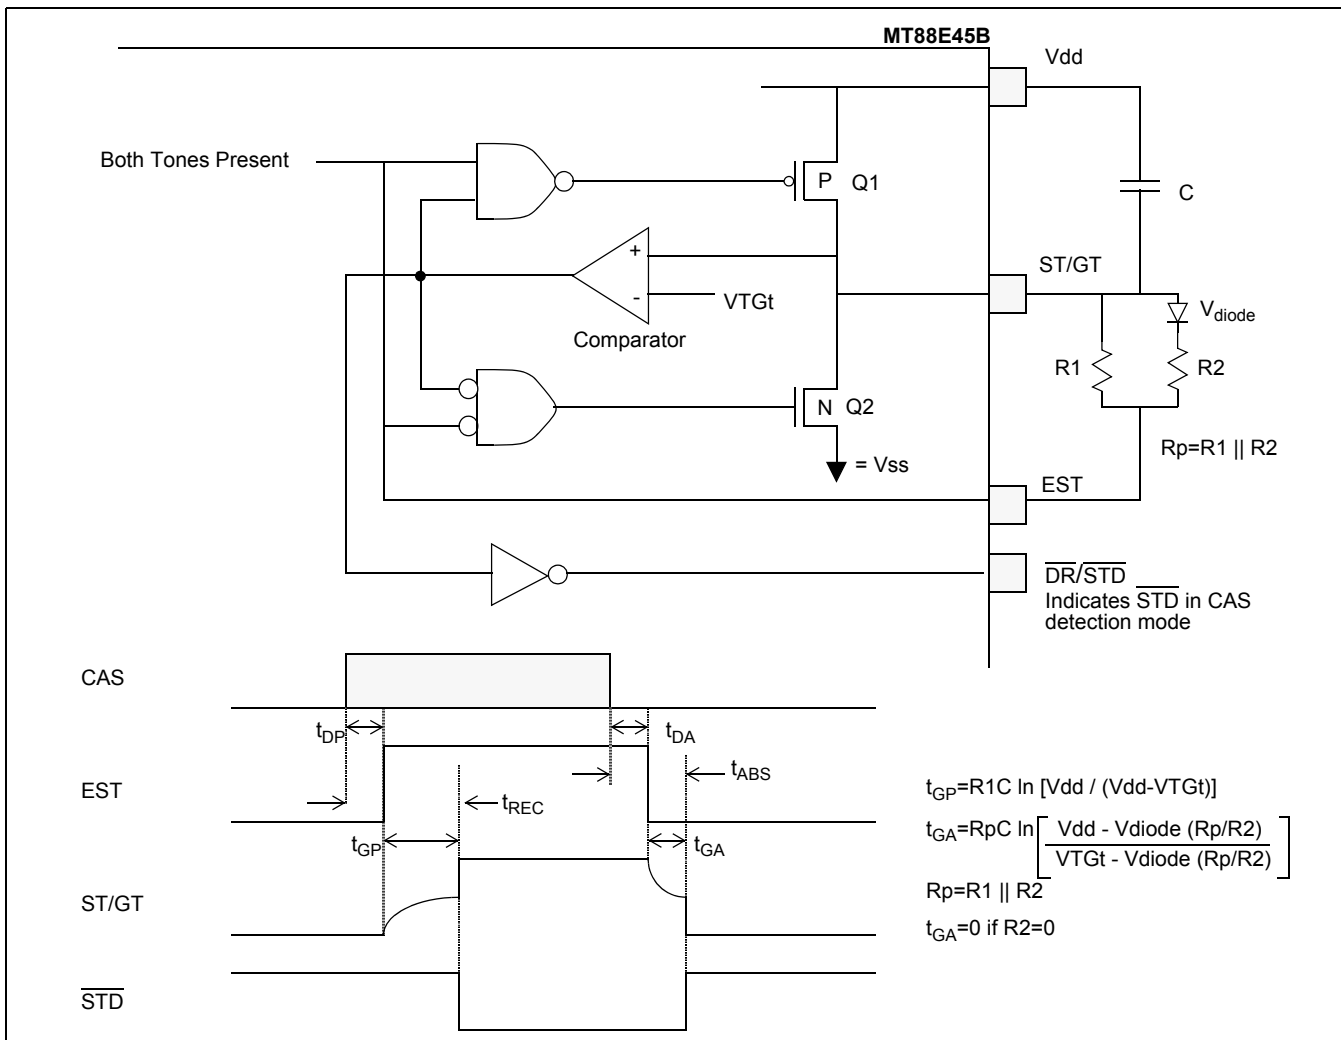 MT88E45B
Vdd
Both Tones Present
P Q1
C
+
ST/GT
- VTGt
Vdiode
Comparator
R1 R2
N Q2
Rp=R1 || R2
= Vss
EST
DR/STD
Indicates STD in CAS
detection mode
CAS
tDP tDA
tABS
EST
tREC
tGP=R1C ln [Vdd / (Vdd-VTGt)]
tGP tGA
tGA=RpC ln[ Vdd - Vdiode (Rp/R2)
VTGt - Vdiode (Rp/R2) ]
ST/GT
Rp=R1 || R2
tGA=0 if R2=0
STD